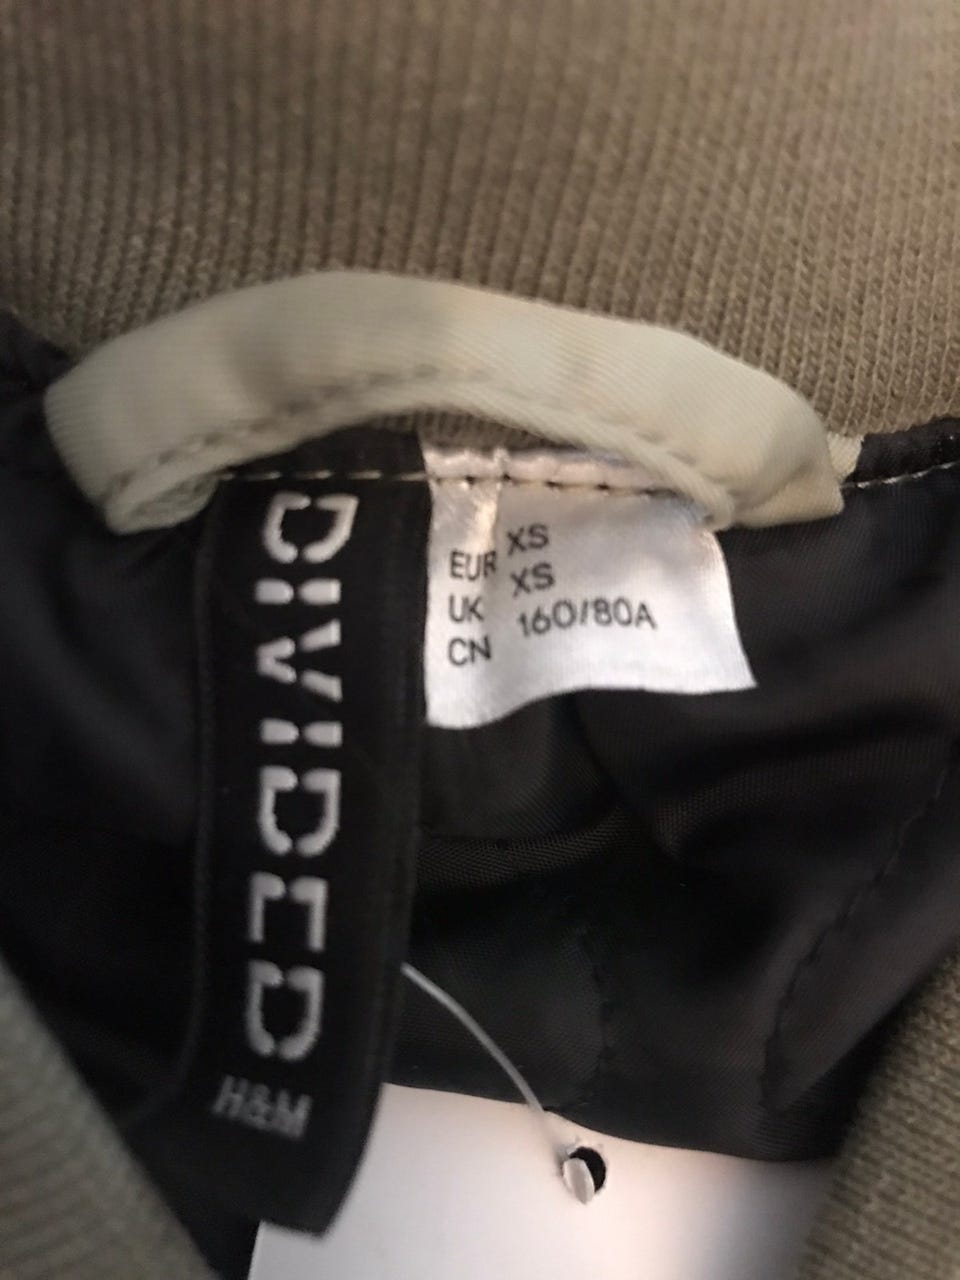 DIVIDED
H&M
EUR XS
UK XS
CN 160/80A